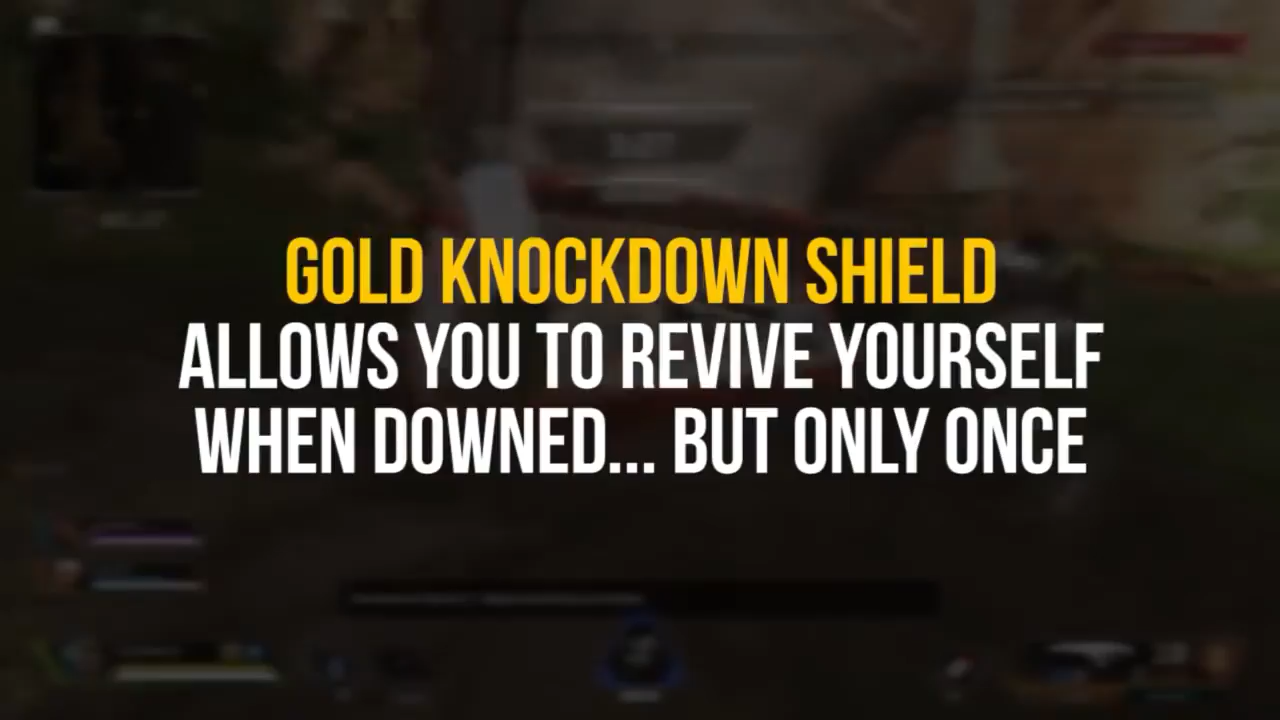 GOLD KNOCKDOWN SHIELD
ALLOWS YOU TO REVIVE YOURSELF
WHEN DOWNED... BUT ONLY ONCE